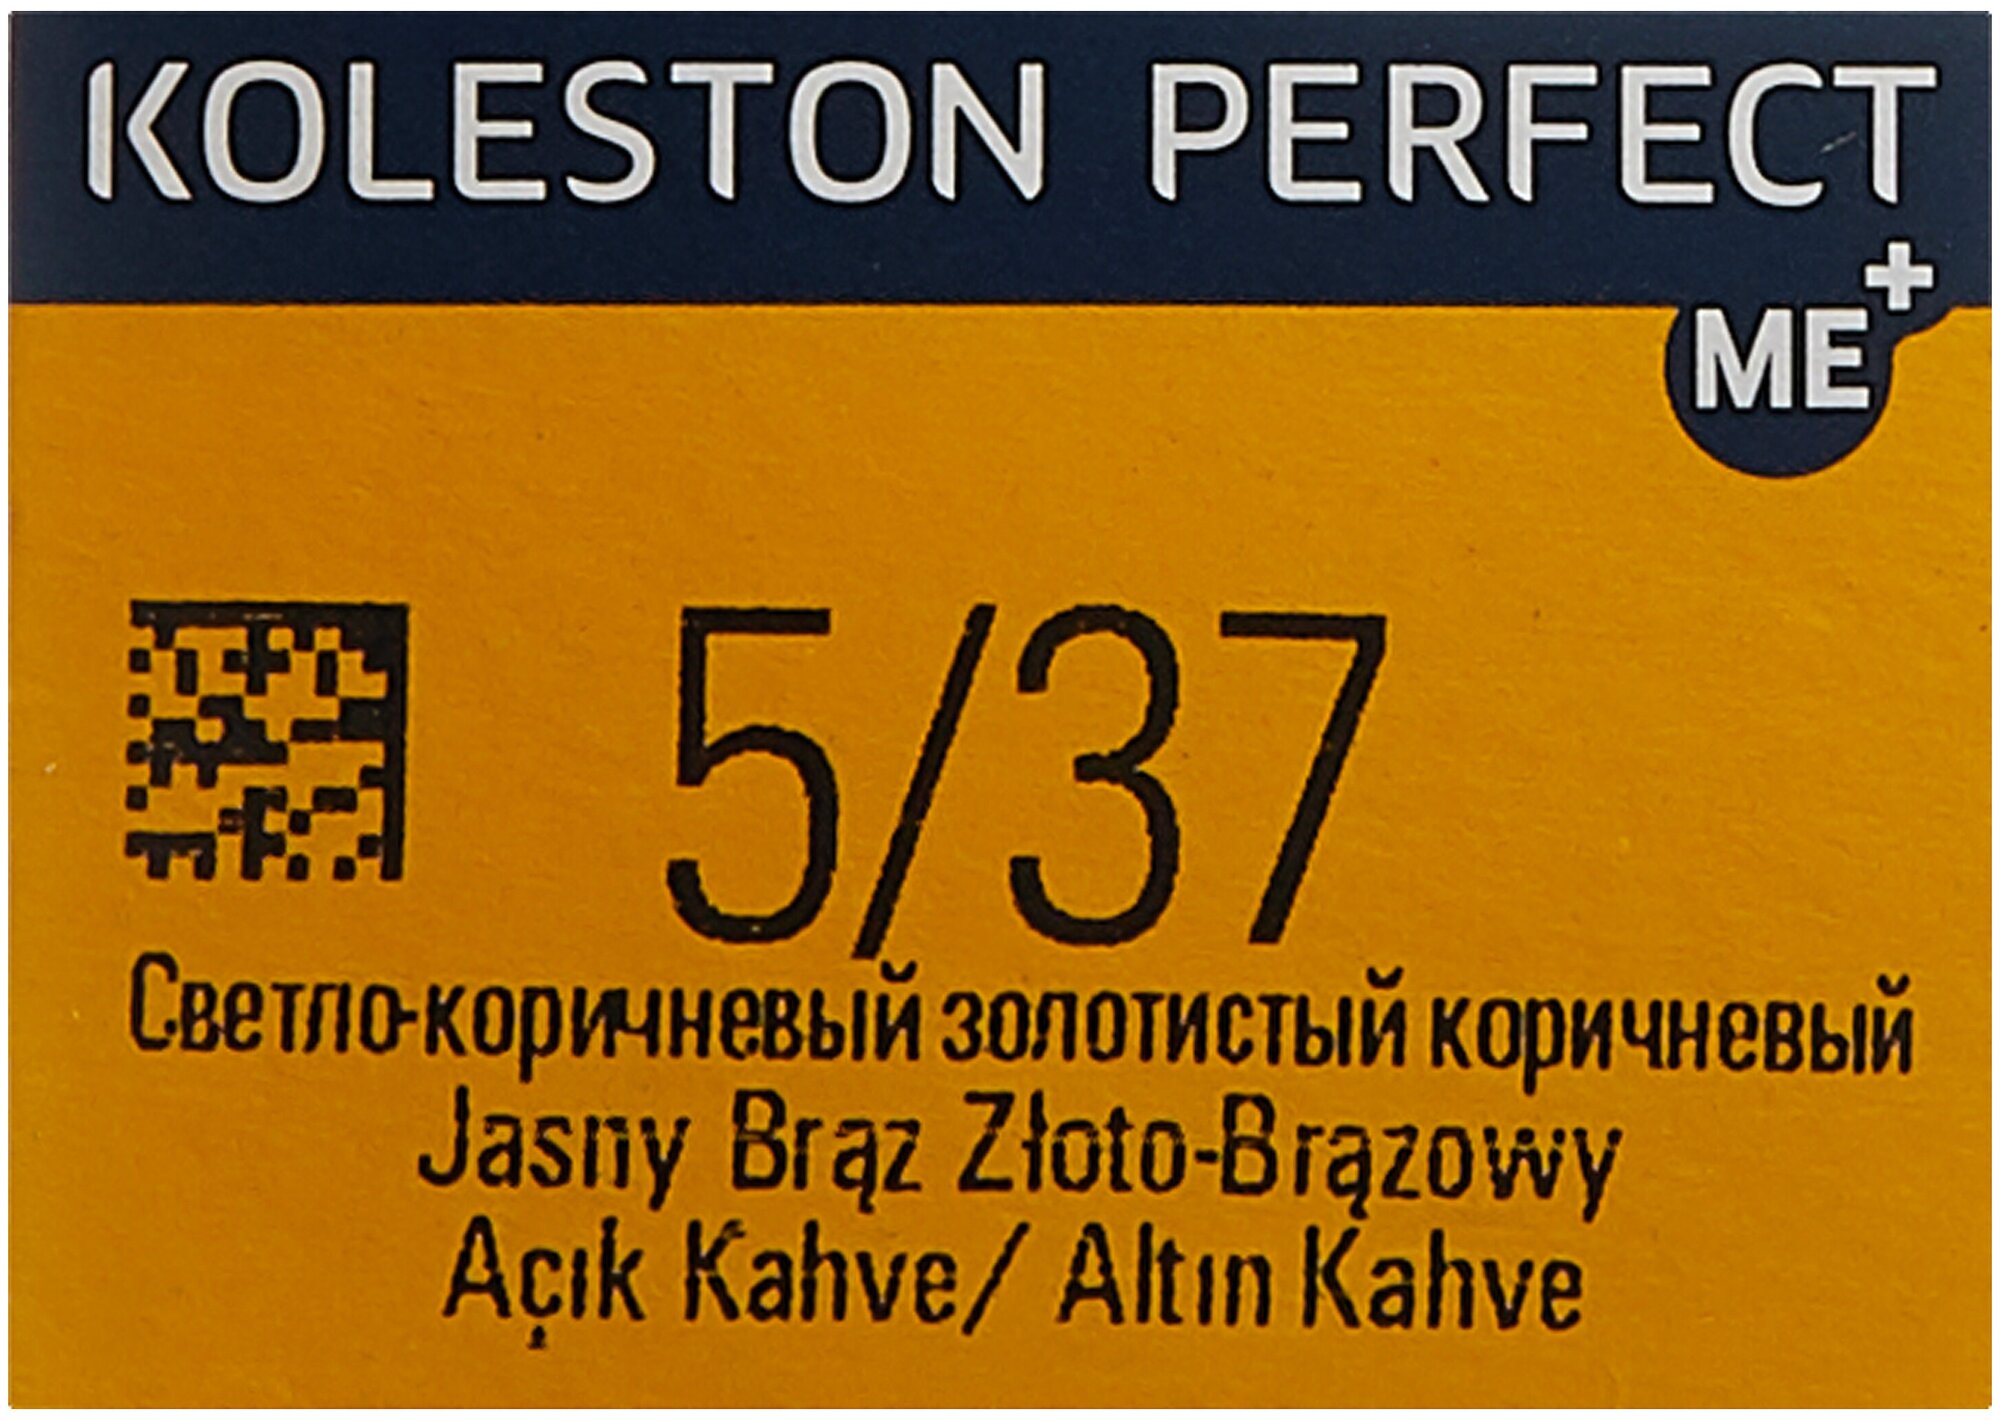 KOLESTON PERFECT
ME+
5/37
Светло-коричневый золотистый коричневый
Jasny Brąz Złoto-Brązowy
Açık Kahve/ Altın Kahve